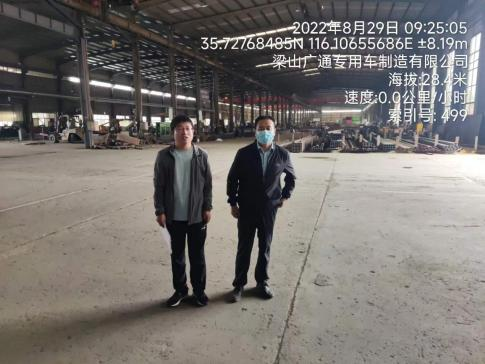 2022年8月29日 09:25:05
35.72768485N 116.10655686E ±8.19m
梁山广通专用车制造有限公司
海拔:28.4米
速度:0.0公里/小时
索引号: 499